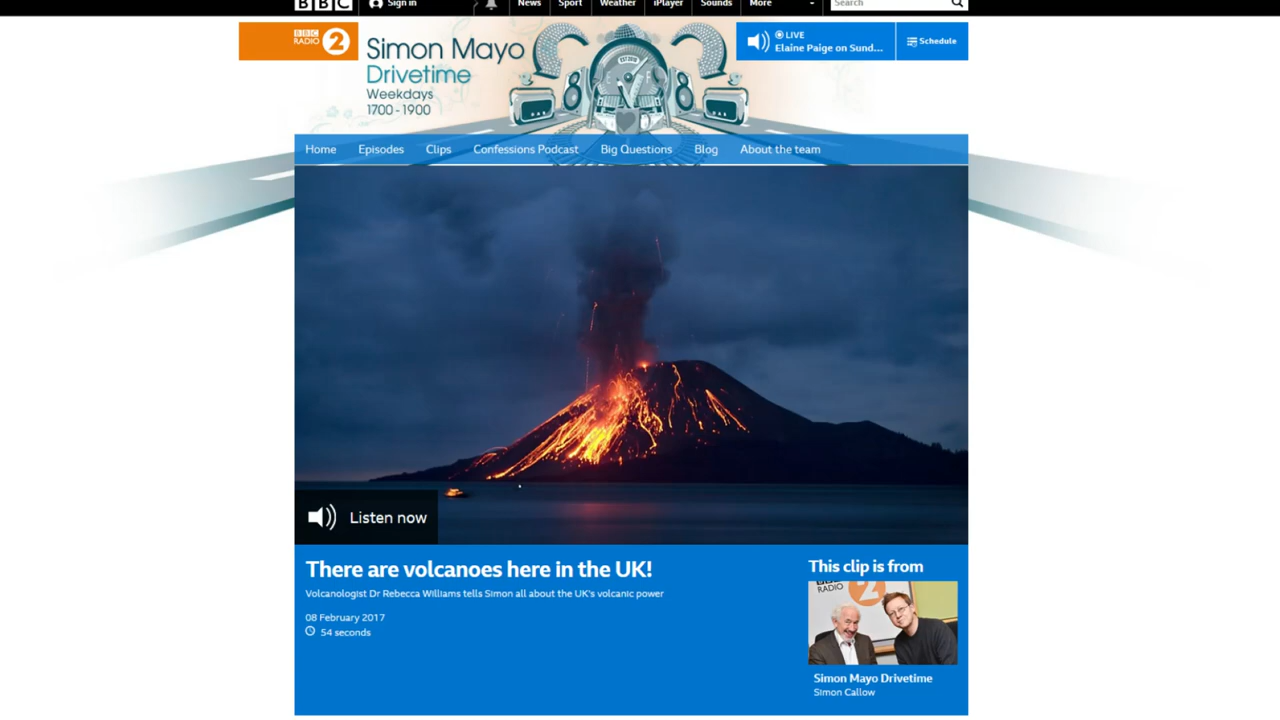 BBC
Sign in
News
Sport
Weather
iPlayer
Sounds
More
Search
BBC
RADIO
2
Simon Mayo
Drivetime
Weekdays
1700 - 1900
LIVE
Elaine Paige on Sund...
Schedule
Home
Episodes
Clips
Confessions Podcast
Big Questions
Blog
About the team
Listen now
There are volcanoes here in the UK!
Volcanologist Dr Rebecca Williams tells Simon all about the UK's volcanic power
08 February 2017
54 seconds
This clip is from
BBC
RADIO
2
Simon Mayo Drivetime
Simon Callow